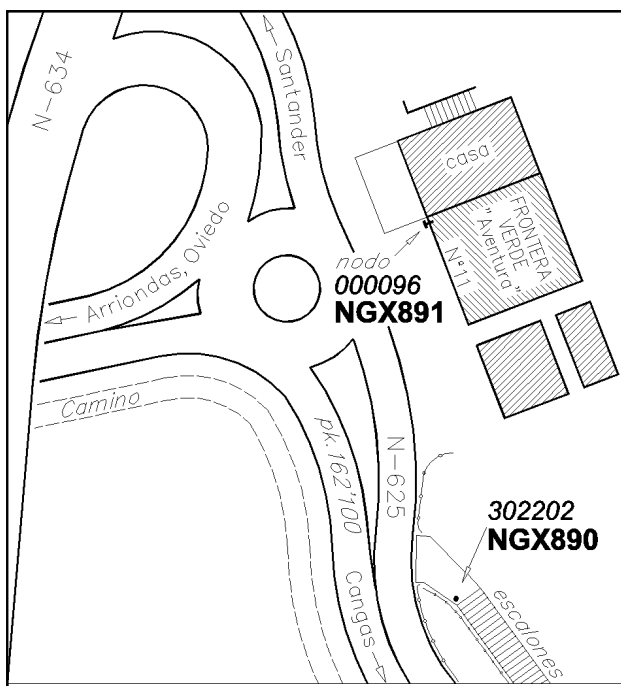 N-634
Santander
casa
FRONTERA
VERDE
"Aventura"
Nº11
Arriondas, Oviedo
nodo
000096
NGX891
Camino
pk.162'100
N-625
302202
NGX890
Cangas
escalones